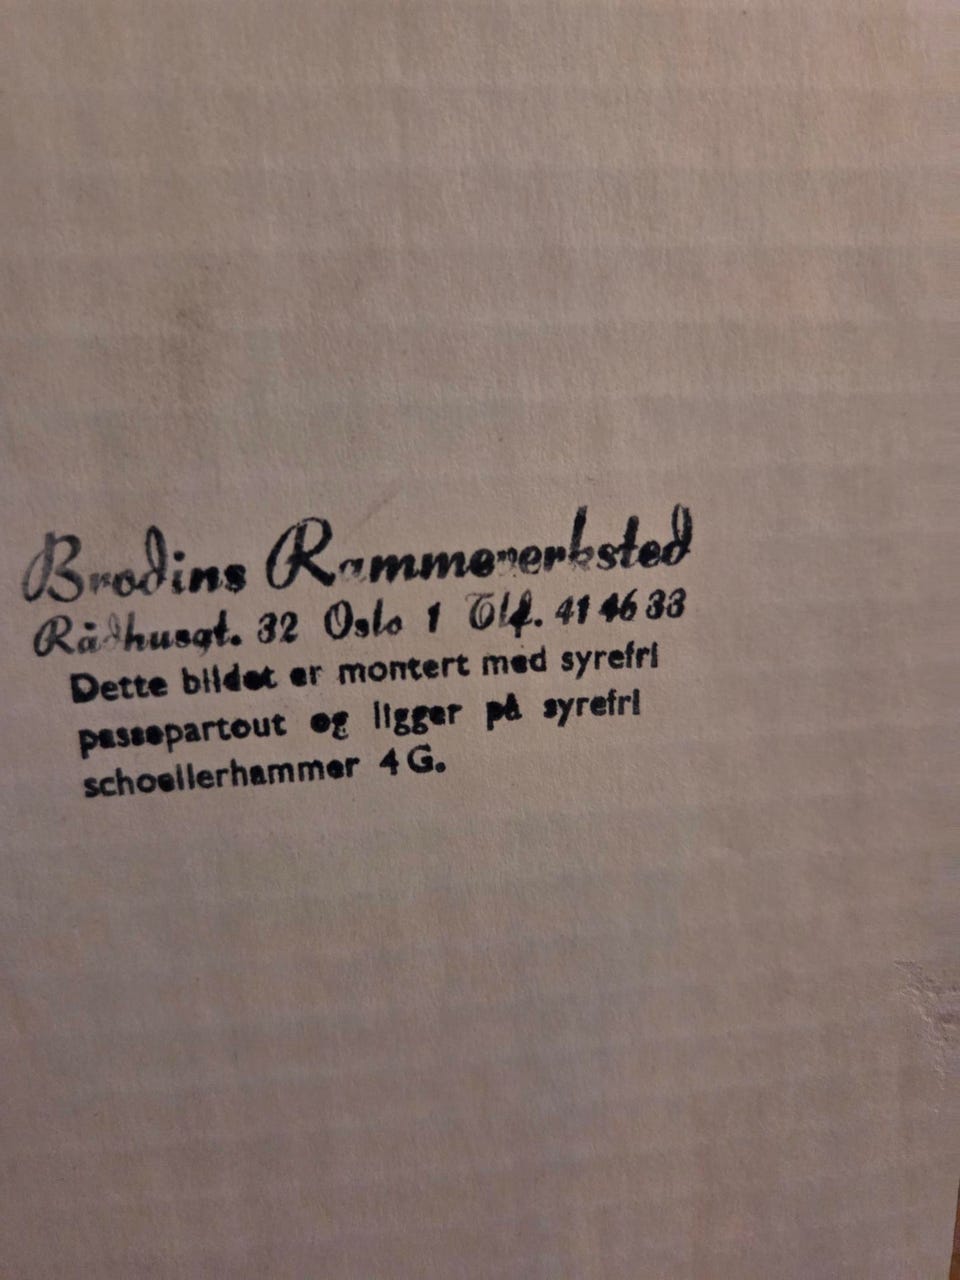 Brodins Rammeverksted
Rådhusgt. 32 Oslo 1 Tlf. 41 46 33
Dette bildet er montert med syrefri
passepartout og ligger på syrefri
schoellerhammer 4 G.